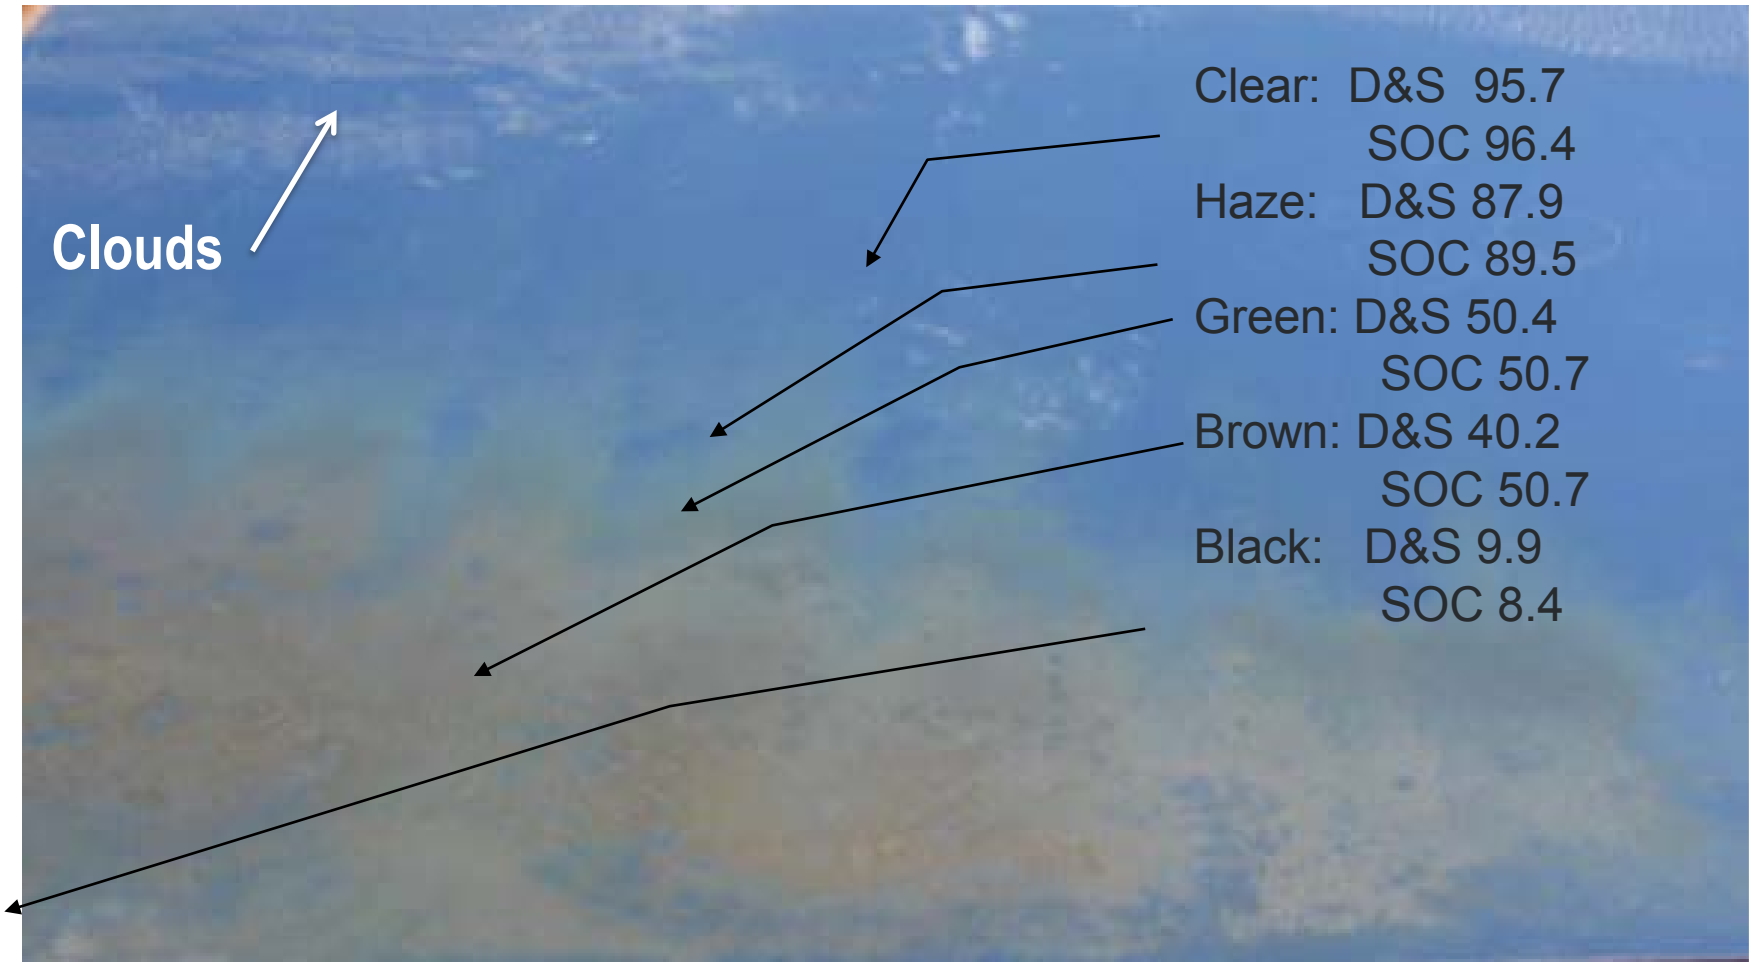 Clear: D&S 95.7
SOC 96.4
Haze: D&S 87.9
SOC 89.5
Clouds
Green: D&S 50.4
SOC 50.7
Brown: D&S 40.2
SOC 50.7
Black: D&S 9.9
SOC 8.4